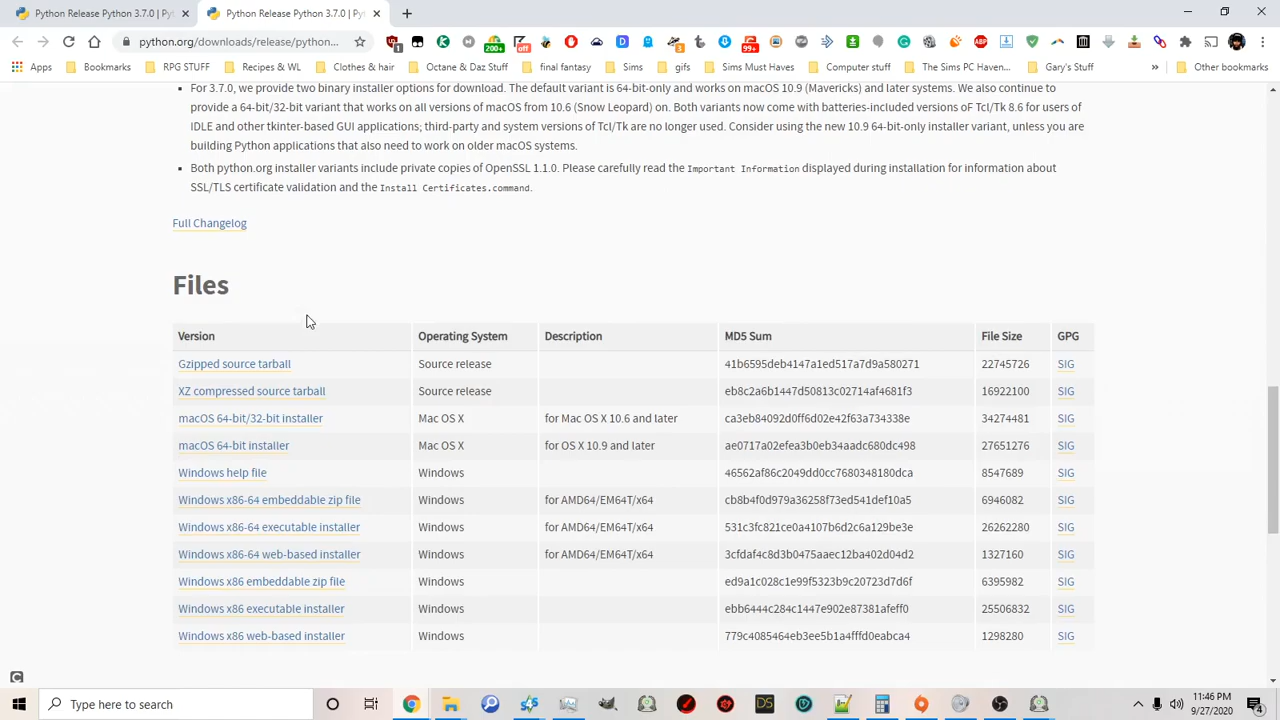 Python Release Python 3.7.0 | Py
Python Release Python 3.7.0 | Py
python.org/downloads/release/python...
1
200+
off
3
99+
ABP
Apps
Bookmarks
RPG STUFF
Recipes & WL
Clothes & hair
Octane & Daz Stuff
final fantasy
Sims
gifs
Sims Must Haves
Computer stuff
The Sims PC Haven...
Gary's Stuff
»
Other bookmarks
For 3.7.0, we provide two binary installer options for download. The default variant is 64-bit-only and works on macOS 10.9 (Mavericks) and later systems. We also continue to
provide a 64-bit/32-bit variant that works on all versions of macOS from 10.6 (Snow Leopard) on. Both variants now come with batteries-included versions oF Tcl/Tk 8.6 for users of
IDLE and other tkinter-based GUI applications; third-party and system versions of Tcl/Tk are no longer used. Consider using the new 10.9 64-bit-only installer variant, unless you are
building Python applications that also need to work on older macOS systems.
Both python.org installer variants include private copies of OpenSSL 1.1.0. Please carefully read the Important Information displayed during installation for information about
SSL/TLS certificate validation and the Install Certificates.command.
Full Changelog
Files
Version Operating System Description MD5 Sum File Size GPG
Gzipped source tarball Source release 41b6595deb4147a1ed517a7d9a580271 22745726 SIG
XZ compressed source tarball Source release eb8c2a6b1447d50813c02714af4681f3 16922100 SIG
macOS 64-bit/32-bit installer Mac OS X for Mac OS X 10.6 and later ca3eb84092d0ff6d02e42f63a734338e 34274481 SIG
macOS 64-bit installer Mac OS X for OS X 10.9 and later ae0717a02efea3b0eb34aadc680dc498 27651276 SIG
Windows help file Windows 46562af86c2049dd0cc7680348180dca 8547689 SIG
Windows x86-64 embeddable zip file Windows for AMD64/EM64T/x64 cb8b4f0d979a36258f73ed541def10a5 6946082 SIG
Windows x86-64 executable installer Windows for AMD64/EM64T/x64 531c3fc821ce0a4107b6d2c6a129be3e 26262280 SIG
Windows x86-64 web-based installer Windows for AMD64/EM64T/x64 3cfdaf4c8d3b0475aaec12ba402d04d2 1327160 SIG
Windows x86 embeddable zip file Windows ed9a1c028c1e99f5323b9c20723d7d6f 6395982 SIG
Windows x86 executable installer Windows ebb6444c284c1447e902e87381afeff0 25506832 SIG
Windows x86 web-based installer Windows 779c4085464eb3ee5b1a4fffd0eabca4 1298280 SIG
Type here to search
DS
11:46 PM
9/27/2020
4